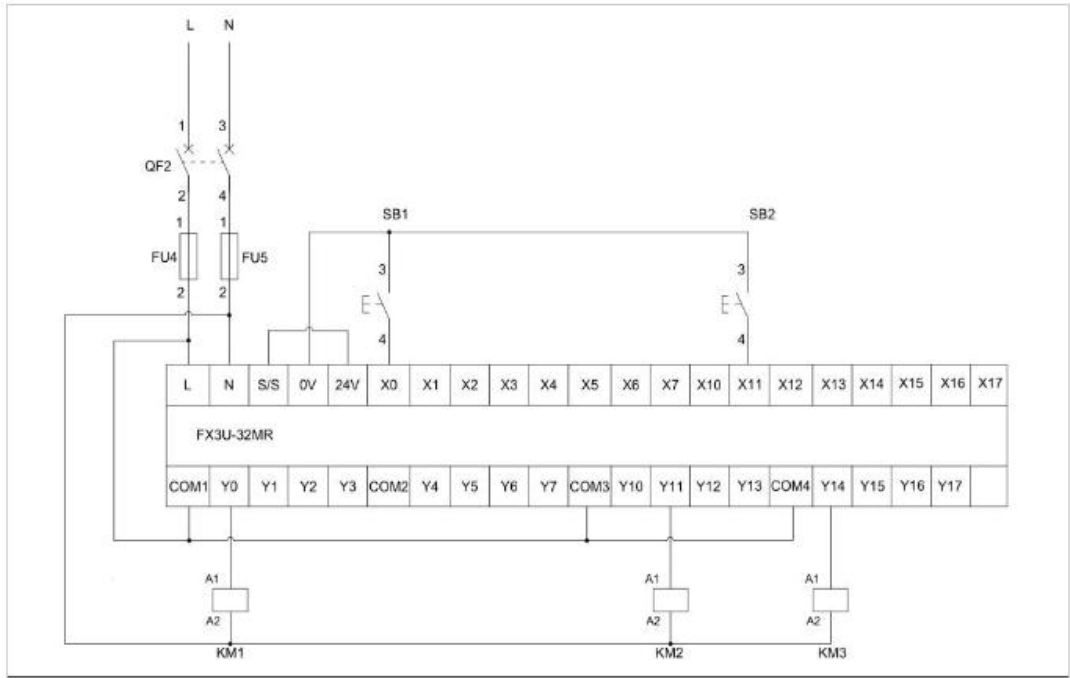 L N
1 3
QF2
2 4
1 1
FU4 FU5
2 2
SB1 SB2
3 3
E E
4 4
L N S/S 0V 24V X0 X1 X2 X3 X4 X5 X6 X7 X10 X11 X12 X13 X14 X15 X16 X17
FX3U-32MR
COM1 Y0 Y1 Y2 Y3 COM2 Y4 Y5 Y6 Y7 COM3 Y10 Y11 Y12 Y13 COM4 Y14 Y15 Y16 Y17
A1 A1 A1
A2 A2 A2
KM1 KM2 KM3